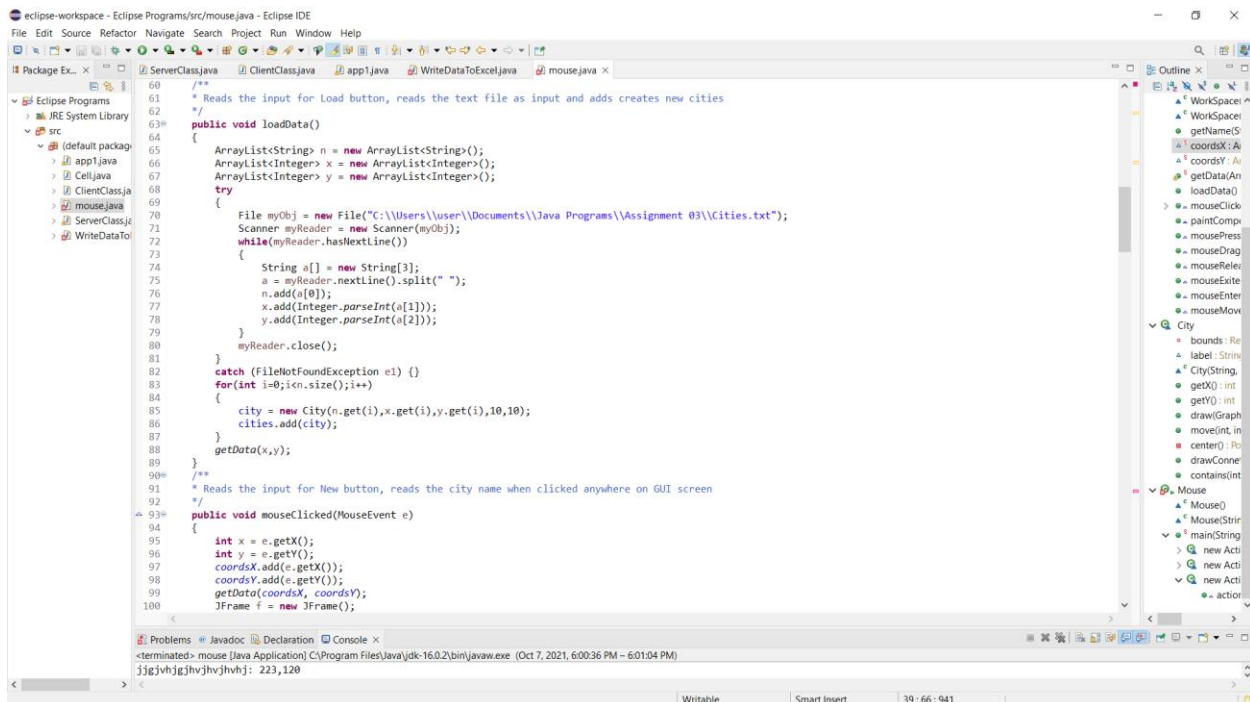 eclipse-workspace - Eclipse Programs/src/mouse.java - Eclipse IDE
File Edit Source Refactor Navigate Search Project Run Window Help
Package Ex...
Eclipse Programs
JRE System Library
src
(default packag
app1.java
Cell.java
ClientClass.ja
mouse.java
ServerClass.ja
WriteDataTo
ServerClass.java ClientClass.java app1.java WriteDataToExcel.java mouse.java
60 /**
61 * Reads the input for Load button, reads the text file as input and adds creates new cities
62 */
63 public void loadData()
64 {
65 ArrayList<String> n = new ArrayList<String>();
66 ArrayList<Integer> x = new ArrayList<Integer>();
67 ArrayList<Integer> y = new ArrayList<Integer>();
68 try
69 {
70 File myObj = new File("C:\\Users\\user\\Documents\\Java Programs\\Assignment 03\\Cities.txt");
71 Scanner myReader = new Scanner(myObj);
72 while(myReader.hasNextLine())
73 {
74 String a[] = new String[3];
75 a = myReader.nextLine().split(" ");
76 n.add(a[0]);
77 x.add(Integer.parseInt(a[1]));
78 y.add(Integer.parseInt(a[2]));
79 }
80 myReader.close();
81 }
82 catch (FileNotFoundException e1) {}
83 for(int i=0;i<n.size();i++)
84 {
85 city = new City(n.get(i),x.get(i),y.get(i),10,10);
86 cities.add(city);
87 }
88 getData(x,y);
89 }
90 /**
91 * Reads the input for New button, reads the city name when clicked anywhere on GUI screen
92 */
93 public void mouseClicked(MouseEvent e)
94 {
95 int x = e.getX();
96 int y = e.getY();
97 coordsX.add(e.getX());
98 coordsY.add(e.getY());
99 getData(coordsX, coordsY);
100 JFrame f = new JFrame();
Outline
WorkSpace
WorkSpace
getName(S
coordsX : A
coordsY : A
getData(Arr
loadData()
mouseClick
paintComp
mousePress
mouseDrag
mouseRelea
mouseExite
mouseEnter
mouseMove
City
bounds : Re
label : String
City(String,
getX() : int
getY() : int
draw(Graph
move(int, in
center() : Po
drawConne
contains(int
Mouse
Mouse()
Mouse(Strin
main(String
new Acti
new Acti
new Acti
action
Problems Javadoc Declaration Console
<terminated> mouse [Java Application] C:\Program Files\Java\jdk-16.0.2\bin\javaw.exe (Oct 7, 2021, 6:00:36 PM – 6:01:04 PM)
jjgjvhjgjhvjhvjhvhj: 223,120
Writable Smart Insert 39 : 66 : 941